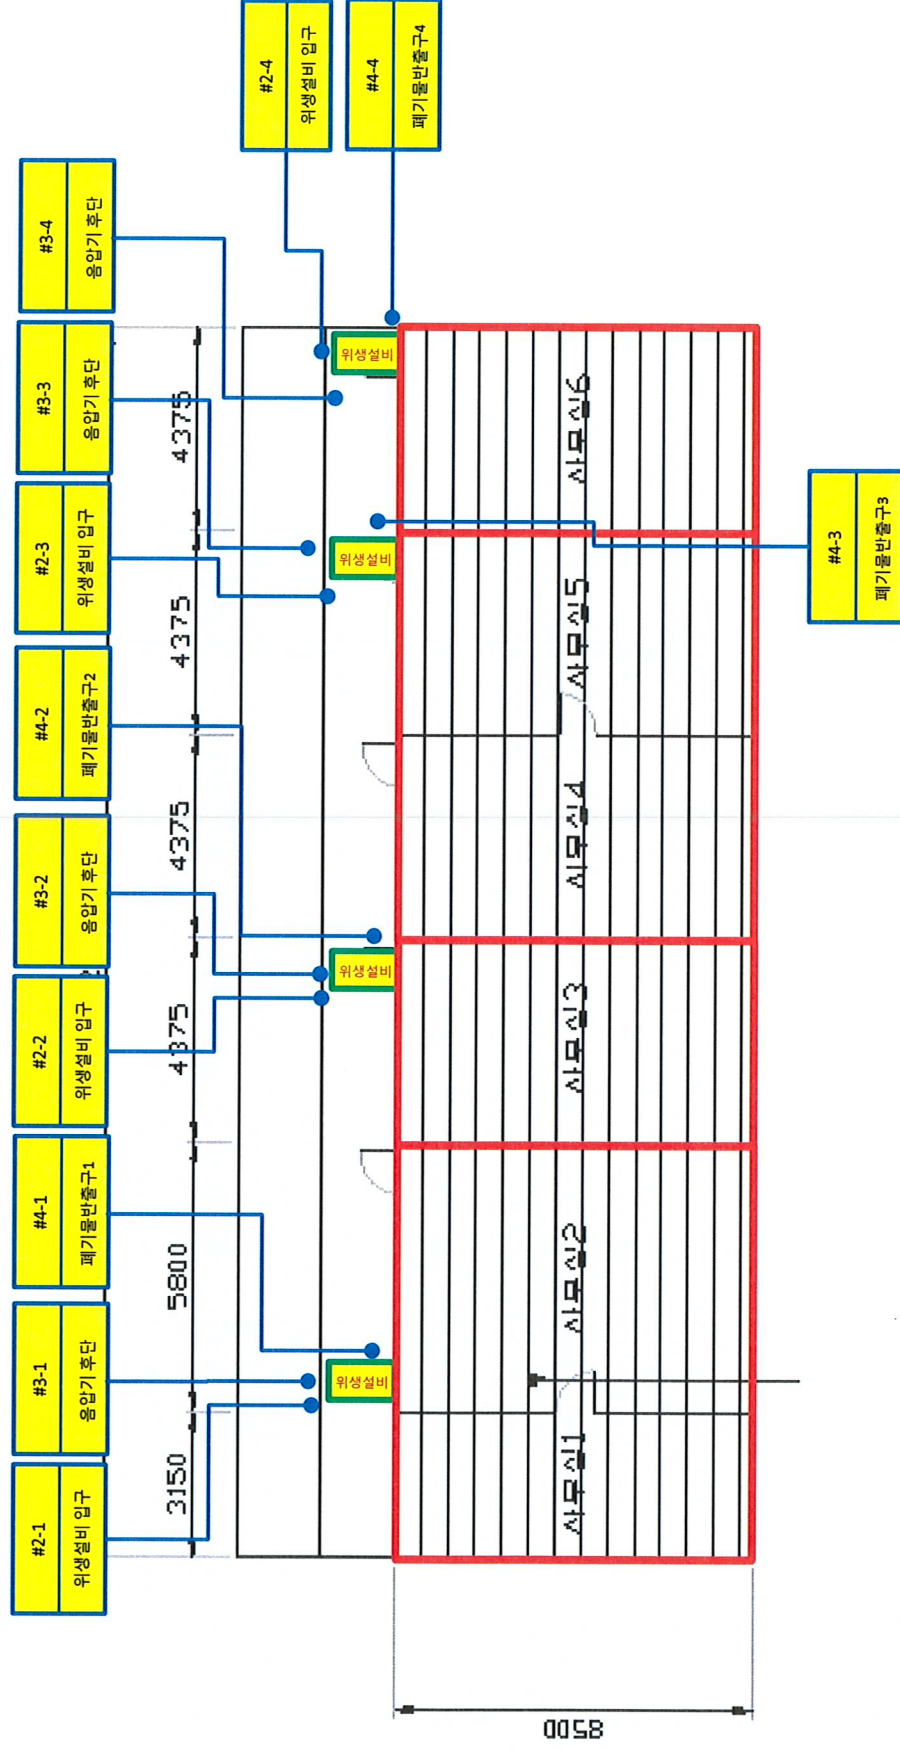 #2-1
위생설비 입구
#3-1
음압기 후단
#4-1
폐기물반출구1
#2-2
위생설비 입구
#3-2
음압기 후단
#4-2
폐기물반출구2
#2-3
위생설비 입구
#3-3
음압기 후단
#3-4
음압기 후단
#2-4
위생설비 입구
#4-4
폐기물반출구4
3150
5800
4375
4375
4375
4375
위생설비
위생설비
위생설비
위생설비
사무실1
사무실2
사무실3
사무실4
사무실5
사무실6
8500
#4-3
폐기물반출구3